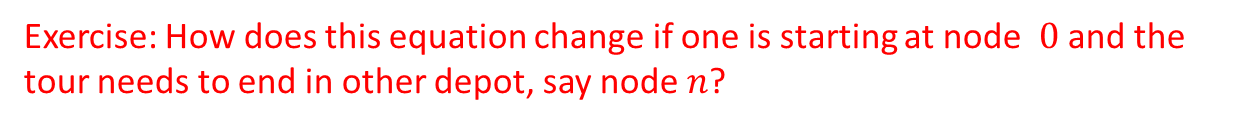 Exercise: How does this equation change if one is starting at node 0 and the
tour needs to end in other depot, say node n?